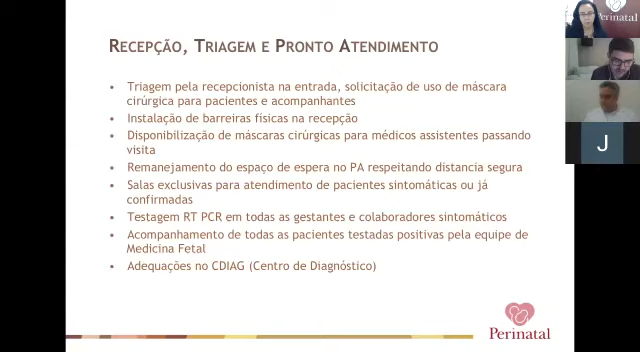 RECEPÇÃO, TRIAGEM E PRONTO ATENDIMENTO
• Triagem pela recepcionista na entrada, solicitação de uso de máscara
cirúrgica para pacientes e acompanhantes
• Instalação de barreiras físicas na recepção
• Disponibilização de máscaras cirúrgicas para médicos assistentes passando
visita
• Remanejamento do espaço de espera no PA respeitando distancia segura
• Salas exclusivas para atendimento de pacientes sintomáticas ou já
confirmadas
• Testagem RT PCR em todas as gestantes e colaboradores sintomáticos
• Acompanhamento de todas as pacientes testadas positivas pela equipe de
Medicina Fetal
• Adequações no CDIAG (Centro de Diagnóstico)
Perinatal
Perinatal
J